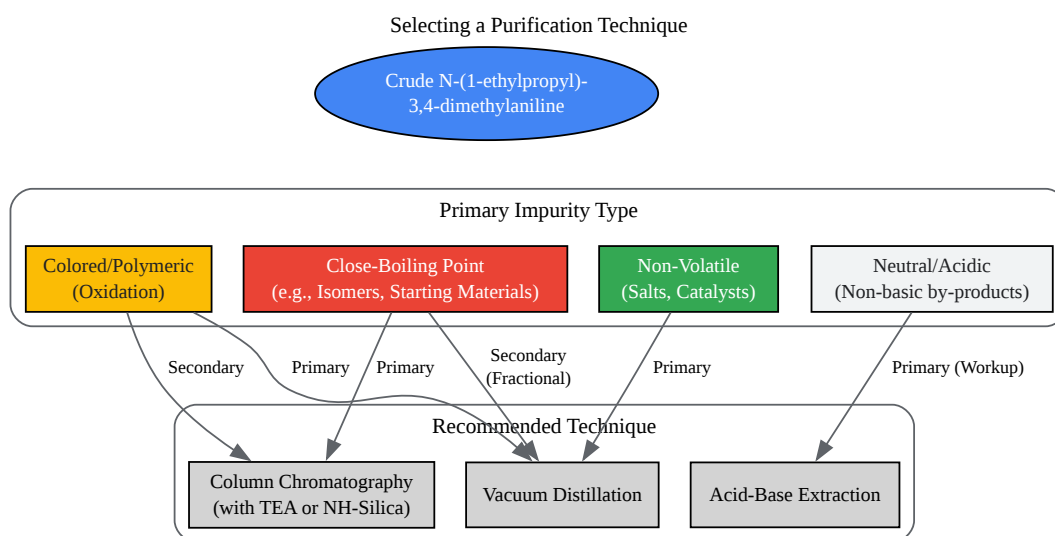 Selecting a Purification Technique
Crude N-(1-ethylpropyl)-
3,4-dimethylaniline
Primary Impurity Type
Colored/Polymeric
(Oxidation)
Close-Boiling Point
(e.g., Isomers, Starting Materials)
Non-Volatile
(Salts, Catalysts)
Neutral/Acidic
(Non-basic by-products)
Secondary
Primary
Primary
Secondary
(Fractional)
Primary
Primary (Workup)
Recommended Technique
Column Chromatography
(with TEA or NH-Silica)
Vacuum Distillation
Acid-Base Extraction